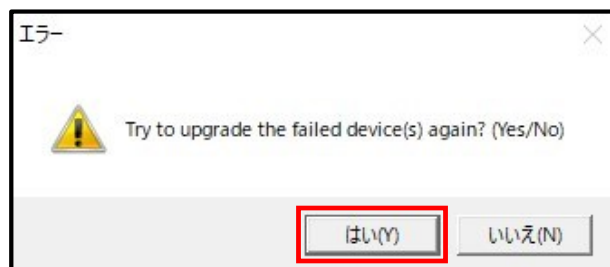 エラー
Try to upgrade the failed device(s) again? (Yes/No)
はい(Y)
いいえ(N)